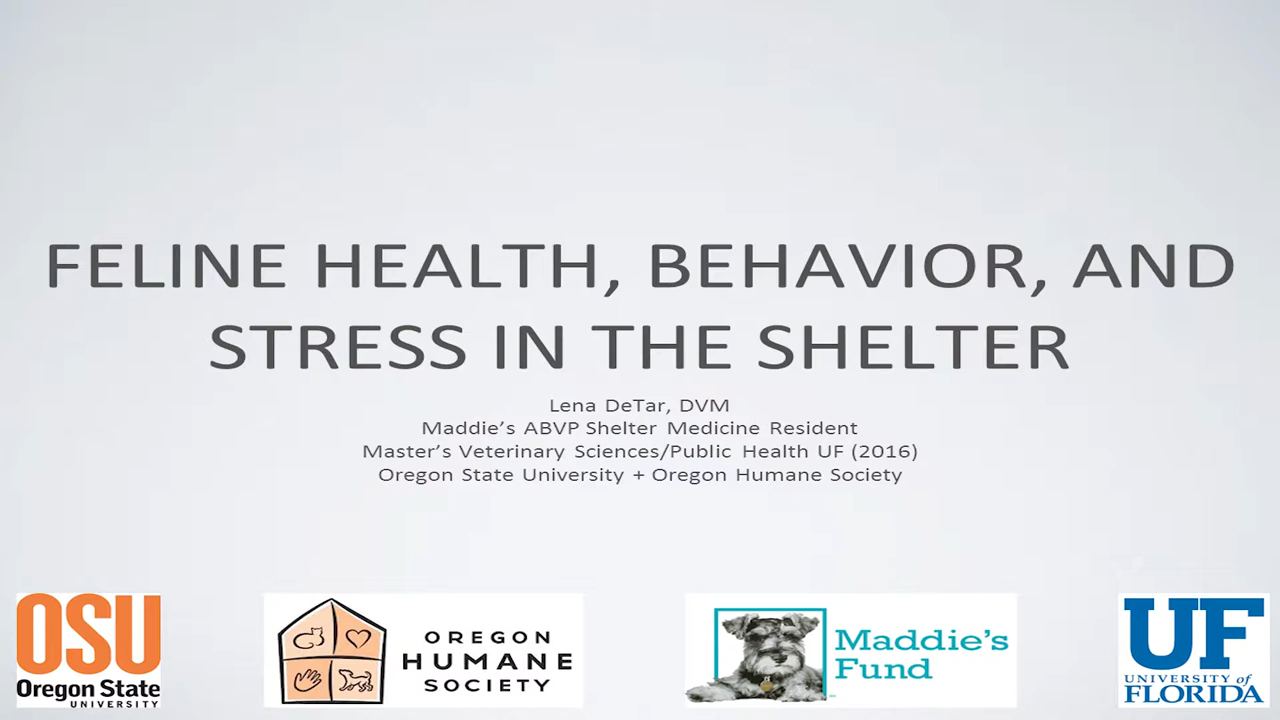 FELINE HEALTH, BEHAVIOR, AND
STRESS IN THE SHELTER
Lena DeTar, DVM
Maddie's ABVP Shelter Medicine Resident
Master's Veterinary Sciences/Public Health UF (2016)
Oregon State University + Oregon Humane Society
OSU
Oregon State
UNIVERSITY
OREGON
HUMANE
SOCIETY
Maddie's
Fund
UF
UNIVERSITY of
FLORIDA